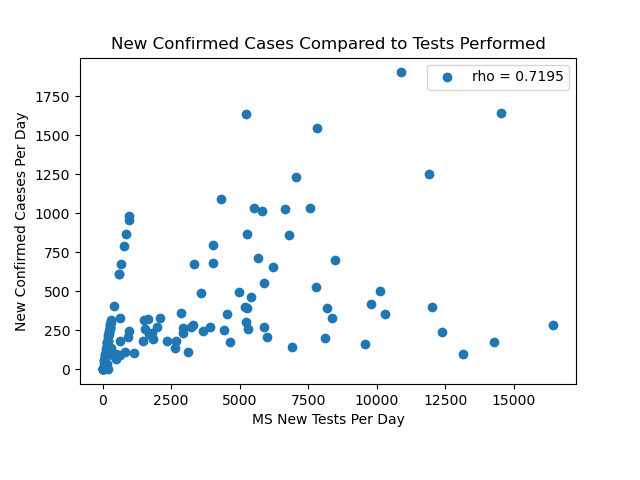 New Confirmed Cases Compared to Tests Performed
rho = 0.7195
New Confirmed Caeses Per Day
1750
1500
1250
1000
750
500
250
0
0 2500 5000 7500 10000 12500 15000
MS New Tests Per Day